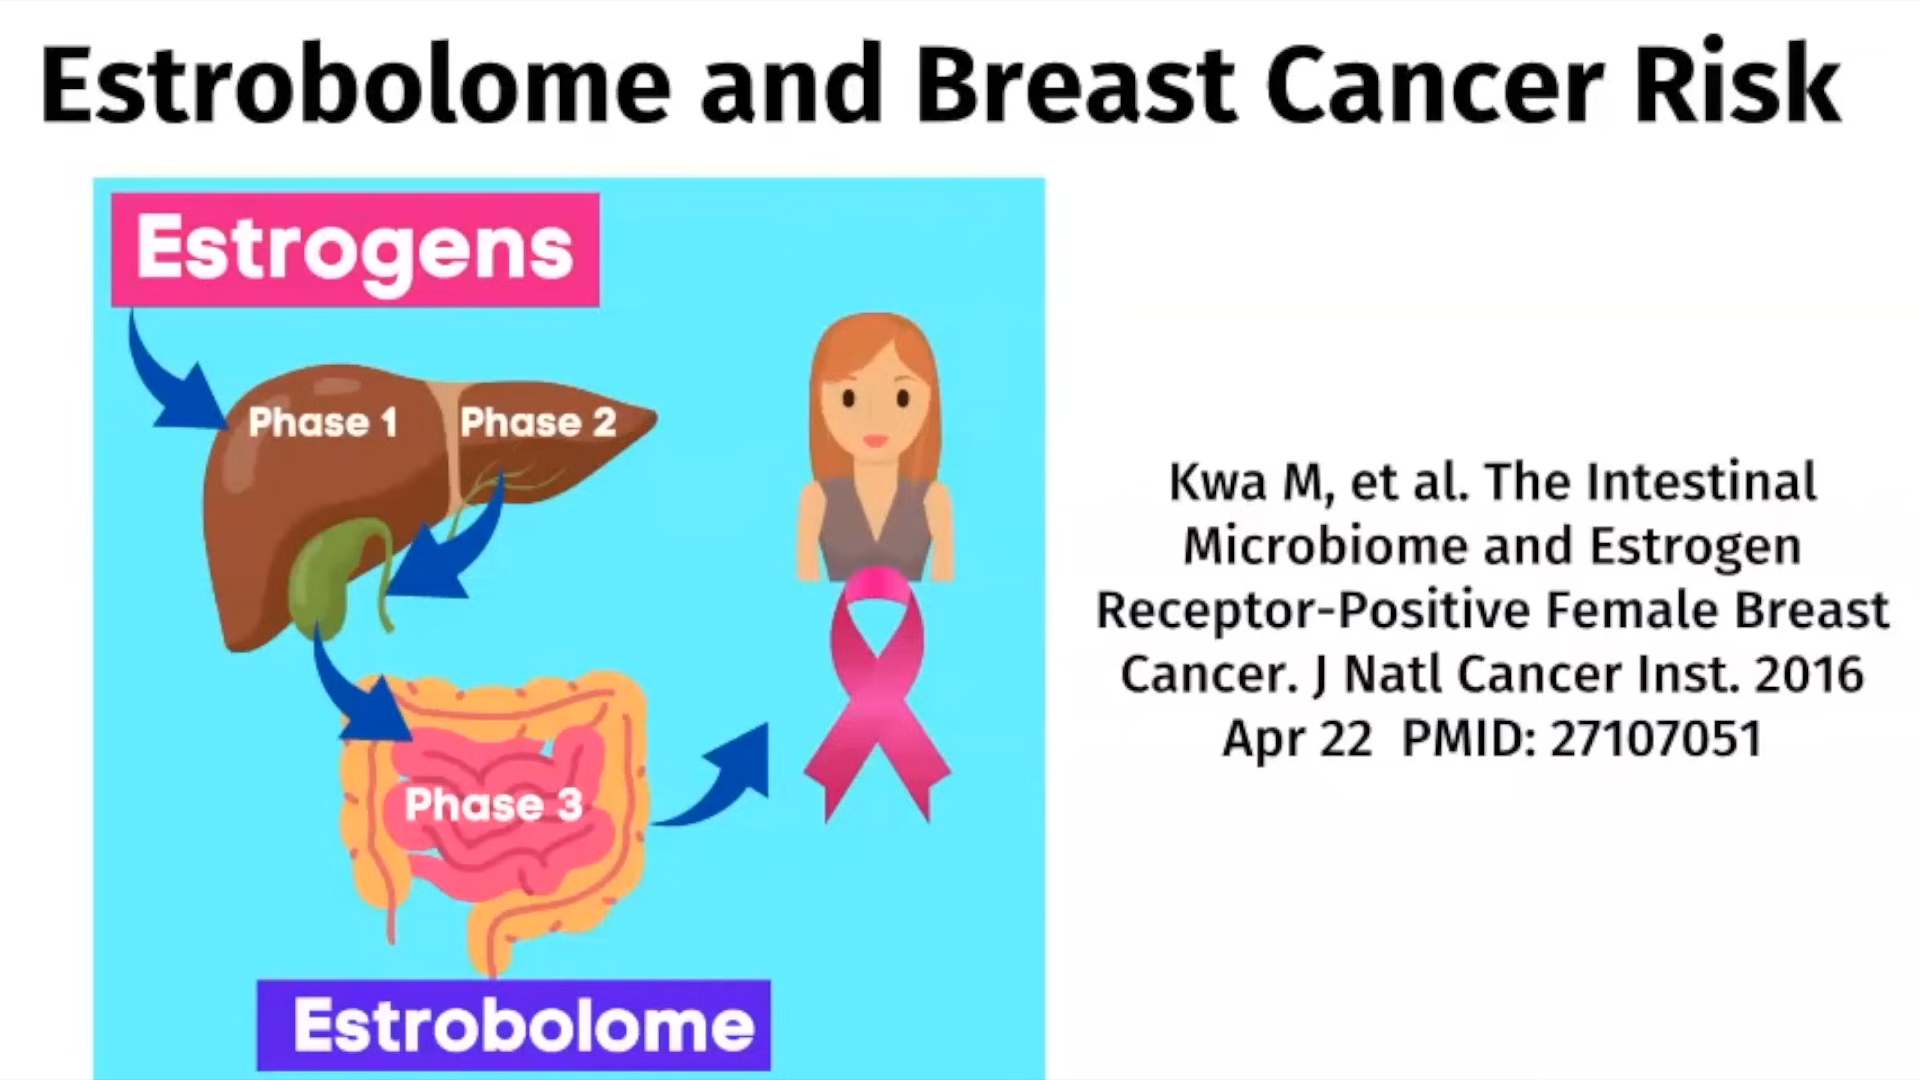 Estrobolome and Breast Cancer Risk
Estrogens
Phase 1
Phase 2
Phase 3
Estrobolome
Kwa M, et al. The Intestinal
Microbiome and Estrogen
Receptor-Positive Female Breast
Cancer. J Natl Cancer Inst. 2016
Apr 22 PMID: 27107051